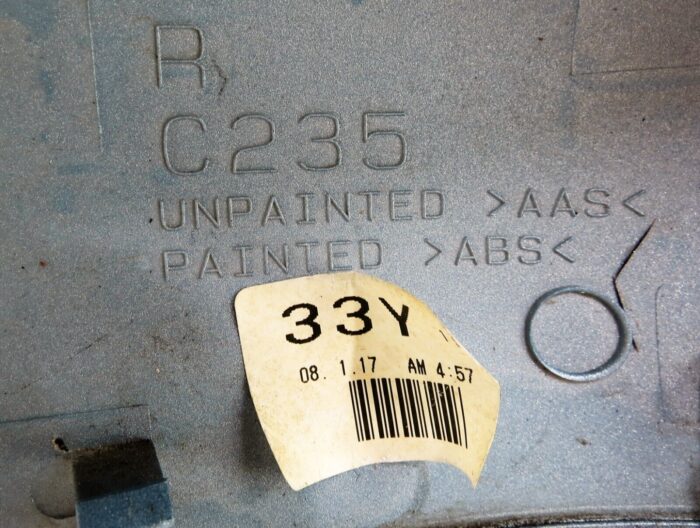 R
C235
UNPAINTED >AAS<
PAINTED >ABS<
33Y
08. 1.17 AM 4:57